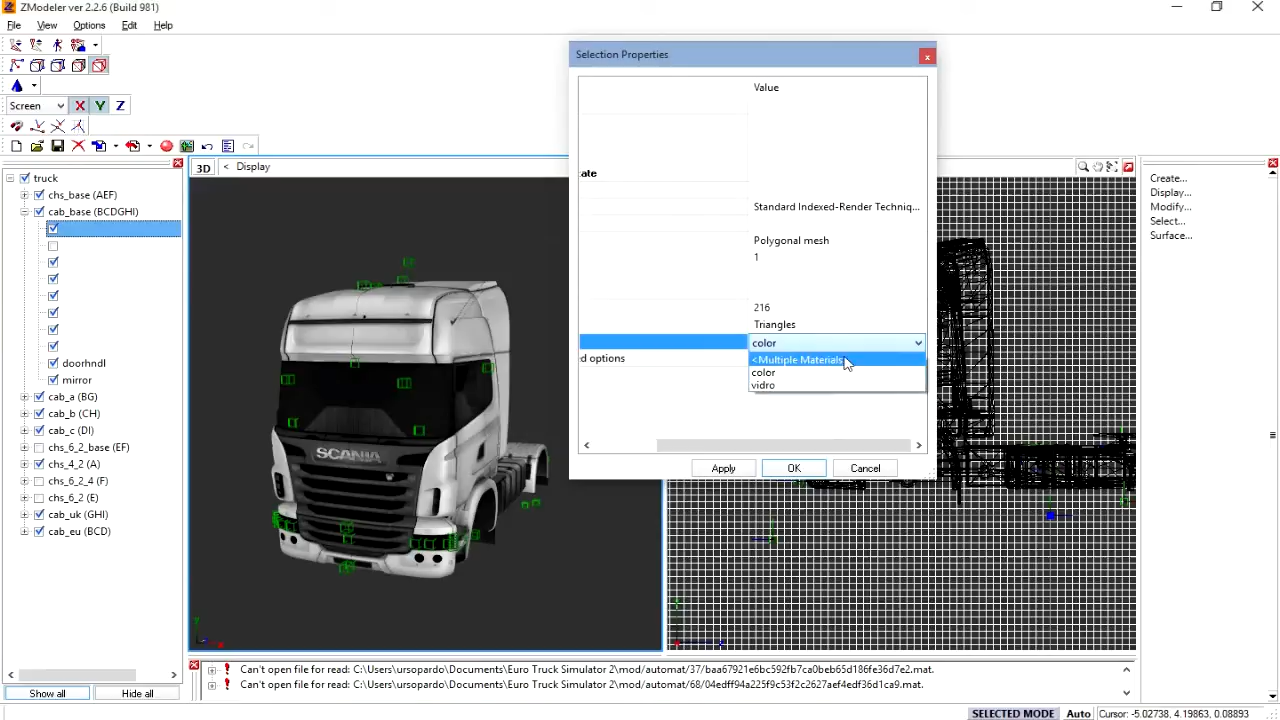 ZModeler ver 2.2.6 (Build 981)
File View Options Edit Help
Screen X Y Z
3D < Display
truck
chs_base (AEF)
cab_base (BCDGHI)
doorhndl
mirror
cab_a (BG)
cab_b (CH)
cab_c (DI)
chs_6_2_base (EF)
chs_4_2 (A)
chs_6_2_4 (F)
chs_6_2 (E)
cab_uk (GHI)
cab_eu (BCD)
Show all
Hide all
SCANIA
Selection Properties
Value
ate
Standard Indexed-Render Techniq...
Polygonal mesh
1
216
Triangles
color
d options
<Multiple Materials
color
vidro
Apply
OK
Cancel
Create...
Display...
Modify...
Select...
Surface...
Can't open file for read: C:\Users\ursopardo\Documents\Euro Truck Simulator 2\mod/automat/37/baa67921e6bc592fb7ca0beb65d186fe36d7e2.mat.
Can't open file for read: C:\Users\ursopardo\Documents\Euro Truck Simulator 2\mod/automat/68/04edff94a225f9c53f2c2627aef4edf36d1ca9.mat.
SELECTED MODE Auto Cursor: -5.02738, 4.19863, 0.08893